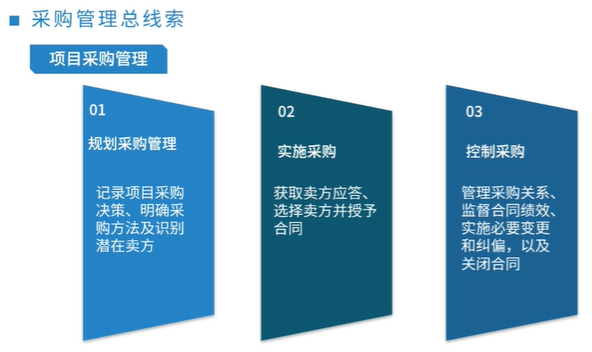 采购管理总线索
项目采购管理
01
规划采购管理
记录项目采购
决策、明确采
购方法及识别
潜在卖方
02
实施采购
获取卖方应答、
选择卖方并授予
合同
03
控制采购
管理采购关系、
监督合同绩效、
实施必要变更
和纠偏，以及
关闭合同